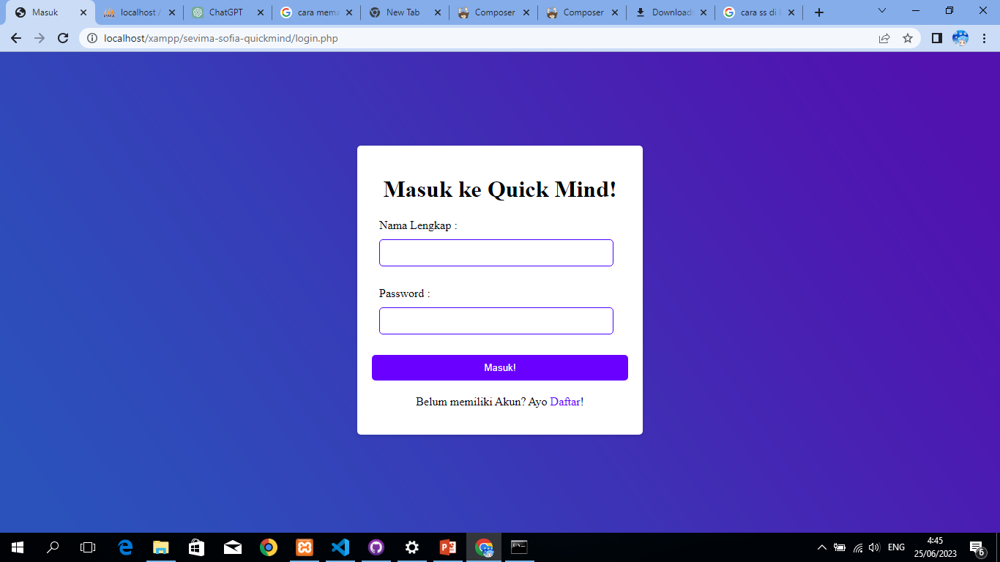 Masuk
localhost /
ChatGPT
cara mema
New Tab
Composer
Composer
Downloads
cara ss di l
localhost/xampp/sevima-sofia-quickmind/login.php
Masuk ke Quick Mind!
Nama Lengkap :
Password :
Masuk!
Belum memiliki Akun? Ayo Daftar!
ENG
4:45
25/06/2023
6